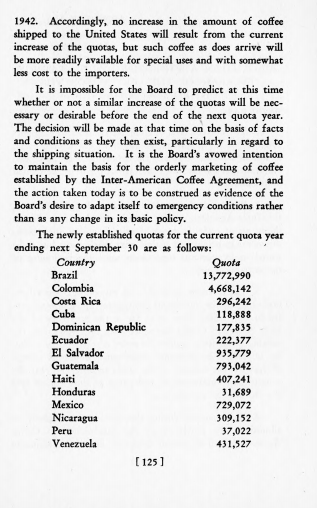 1942. Accordingly, no increase in the amount of coffee
shipped to the United States will result from the current
increase of the quotas, but such coffee as does arrive will
be more readily available for special uses and with somewhat
less cost to the importers.
It is impossible for the Board to predict at this time
whether or not a similar increase of the quotas will be nec-
essary or desirable before the end of the next quota year.
The decision will be made at that time on the basis of facts
and conditions as they then exist, particularly in regard to
the shipping situation. It is the Board's avowed intention
to maintain the basis for the orderly marketing of coffee
established by the Inter-American Coffee Agreement, and
the action taken today is to be construed as evidence of the
Board's desire to adapt itself to emergency conditions rather
than as any change in its basic policy.
The newly established quotas for the current quota year
ending next September 30 are as follows:
Country Quota
Brazil 13,772,990
Colombia 4,668,142
Costa Rica 296,242
Cuba 118,888
Dominican Republic 177,835
Ecuador 222,377
El Salvador 935,779
Guatemala 793,042
Haiti 407,241
Honduras 31,689
Mexico 729,072
Nicaragua 309,152
Peru 37,022
Venezuela 431,527
[ 125 ]